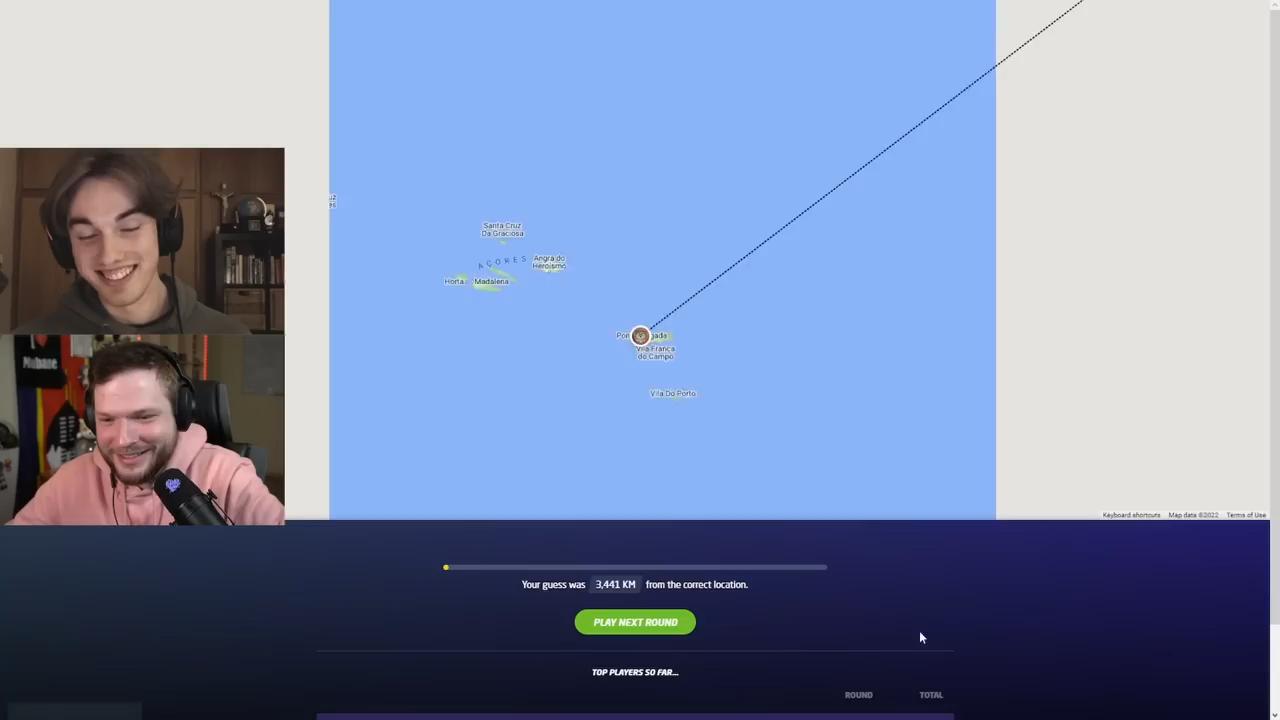 Santa Cruz
Da Graciosa
AÇORES
Angra do
Heroísmo
Horta
Madalena
Vila Franca
do Campo
Vila Do Porto
Mubane
Keyboard shortcuts
Map data ©2022
Terms of Use
Your guess was 3,441 KM from the correct location.
PLAY NEXT ROUND
TOP PLAYERS SO FAR...
ROUND
TOTAL